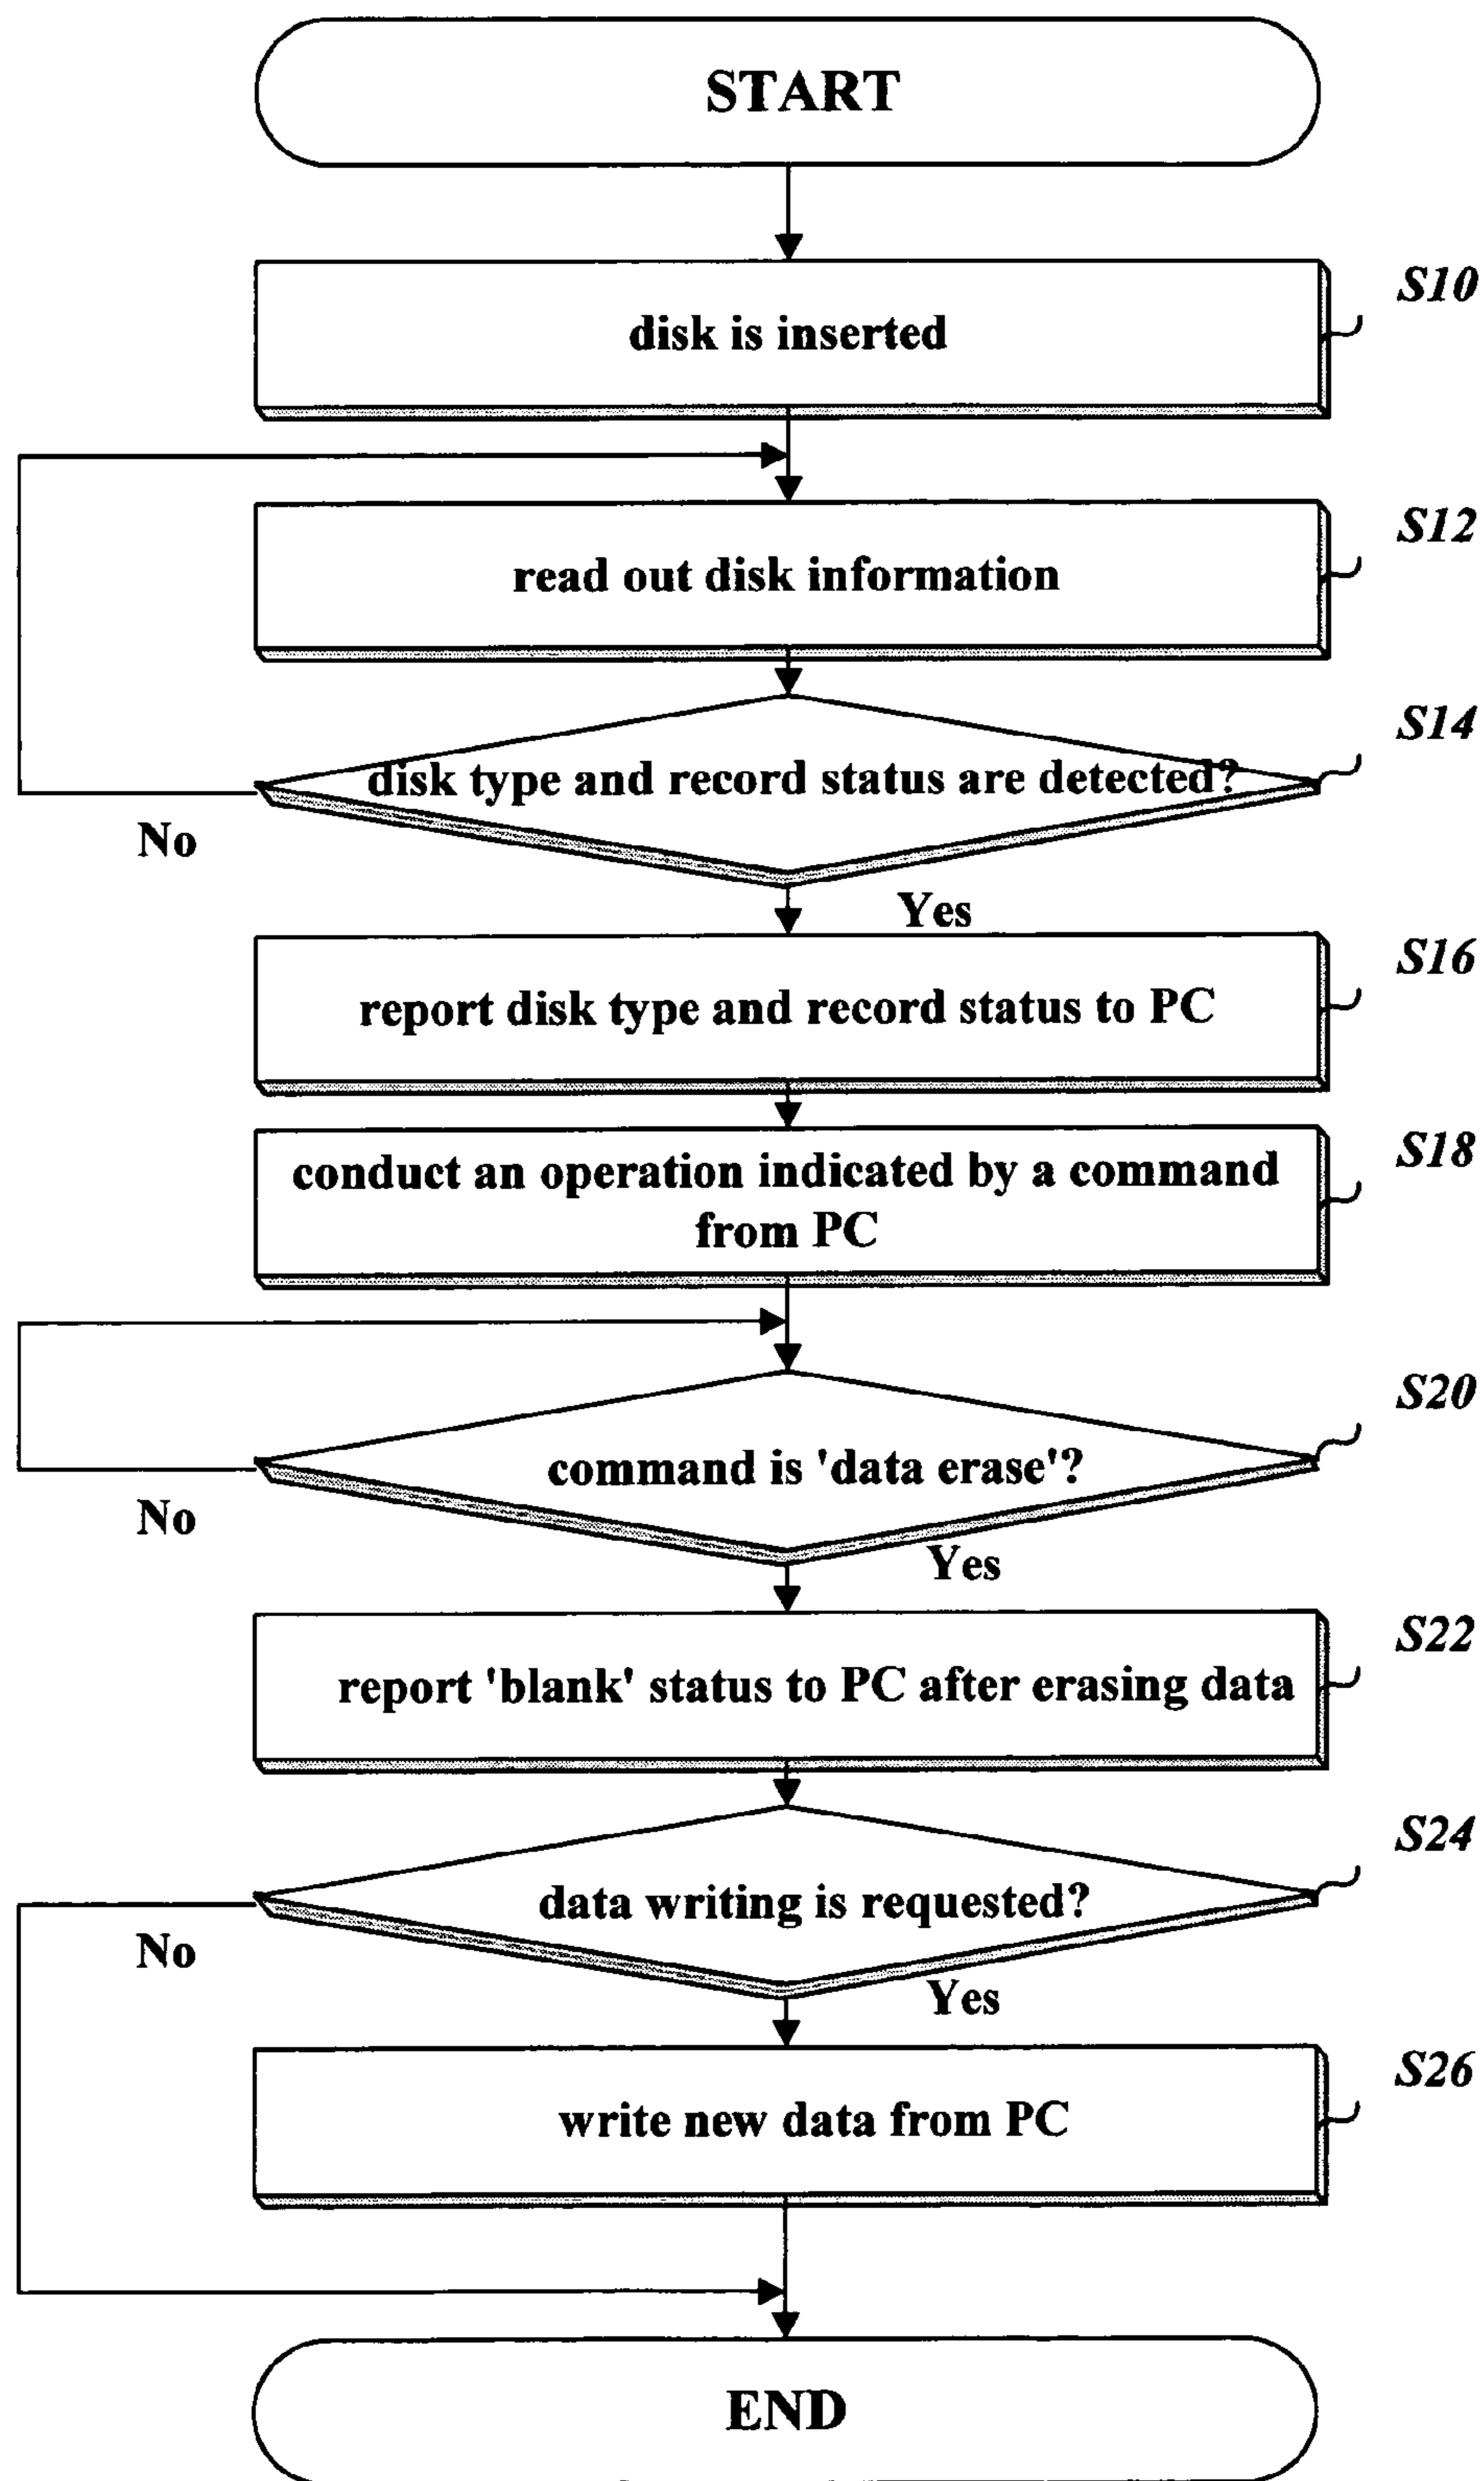 START
S10
disk is inserted
S12
read out disk information
S14
disk type and record status are detected?
No
Yes
S16
report disk type and record status to PC
S18
conduct an operation indicated by a command
from PC
S20
command is 'data erase'?
No
Yes
S22
report 'blank' status to PC after erasing data
S24
data writing is requested?
No
Yes
S26
write new data from PC
END